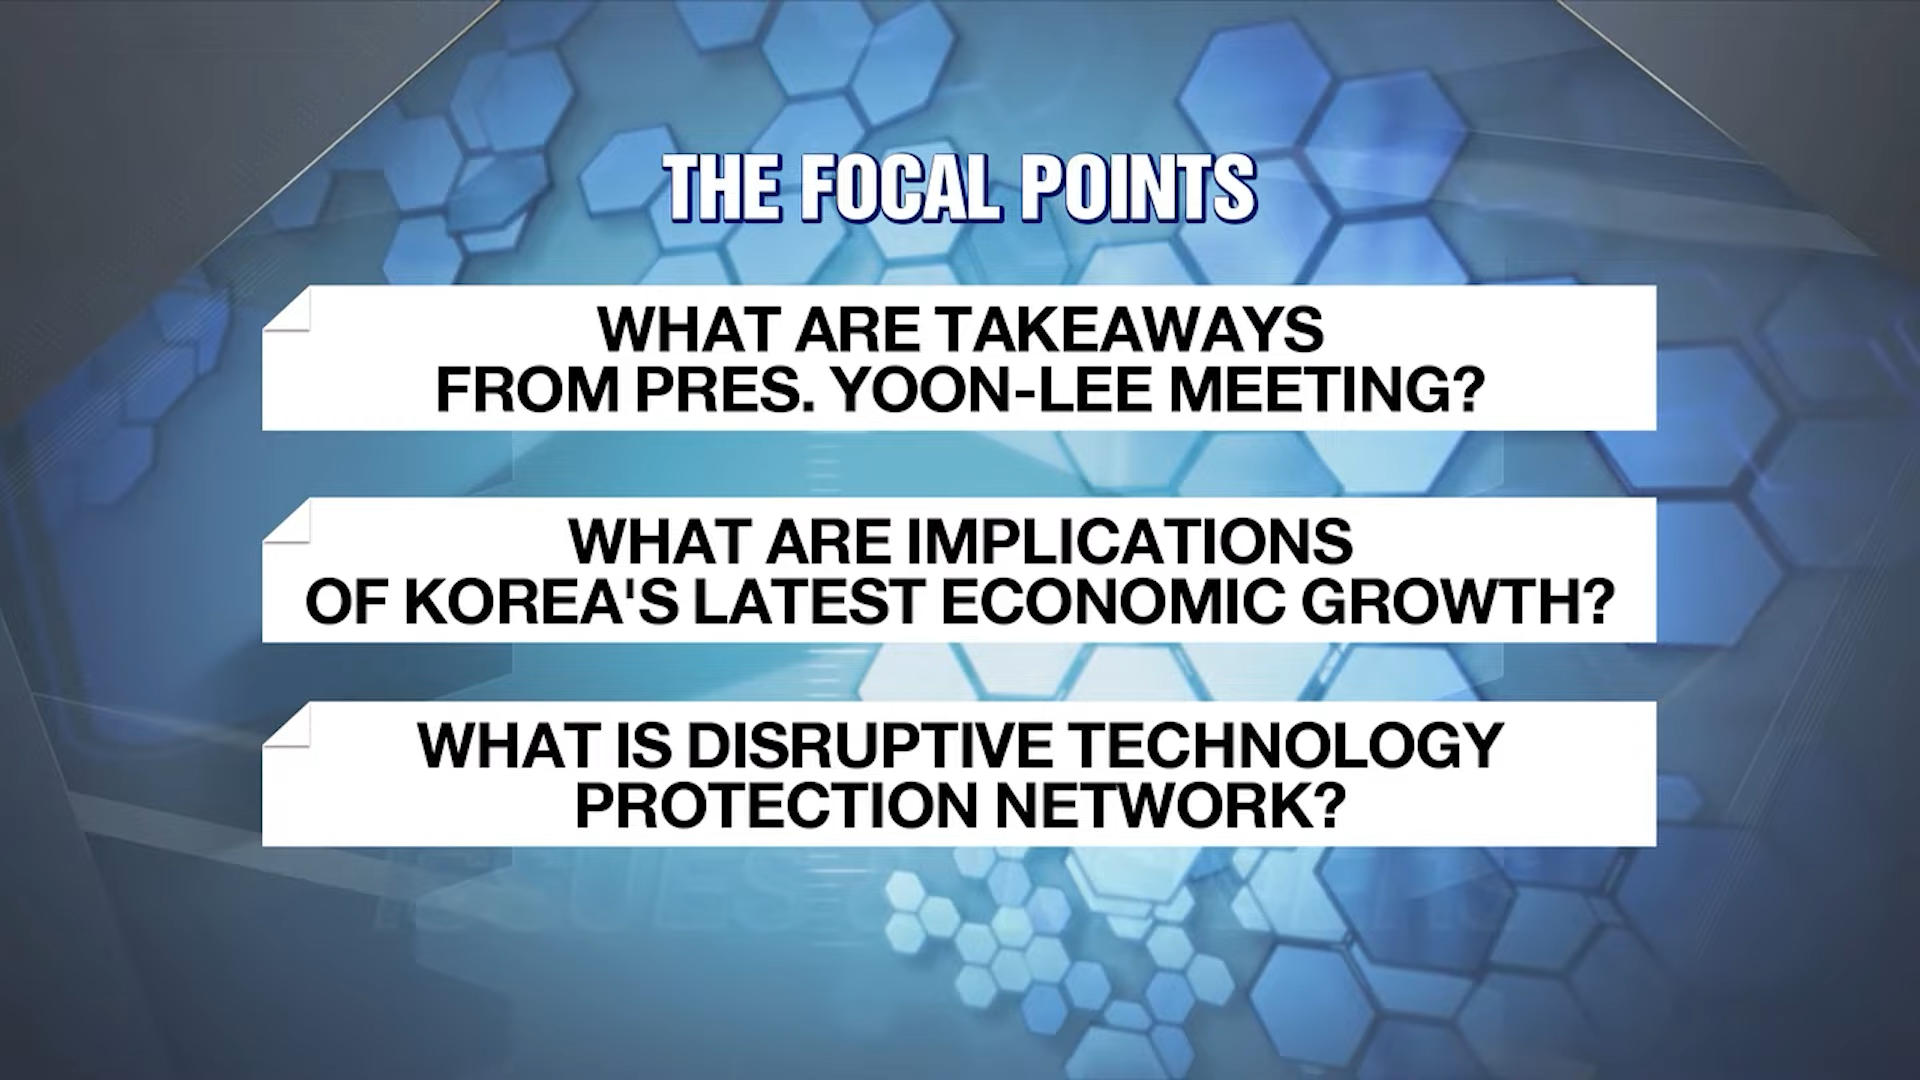 THE FOCAL POINTS
WHAT ARE TAKEAWAYS
FROM PRES. YOON-LEE MEETING?
WHAT ARE IMPLICATIONS
OF KOREA'S LATEST ECONOMIC GROWTH?
WHAT IS DISRUPTIVE TECHNOLOGY
PROTECTION NETWORK?